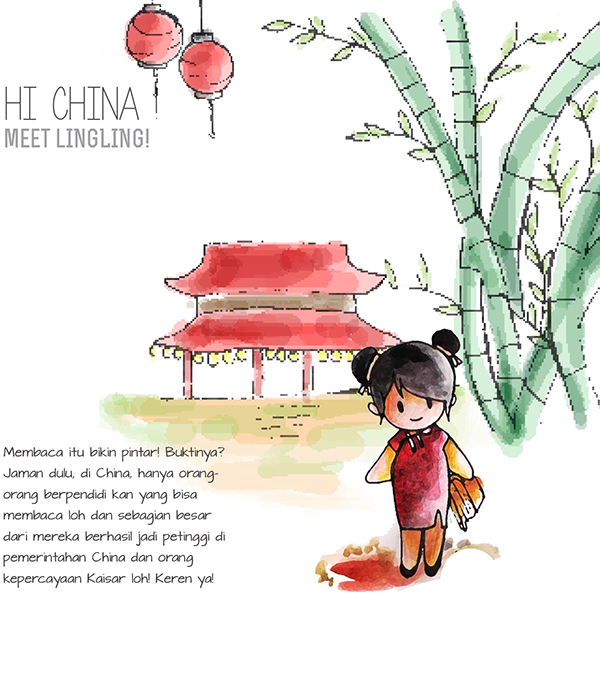 HI CHINA !
MEET LINGLING!
Membaca itu bikin pintar! Buktinya?
Jaman dulu, di China, hanya orang-
orang berpendidi kan yang bisa
membaca loh dan sebagian besar
dari mereka berhasil jadi petinggi di
pemerintahan China dan orang
kepercayaan Kaisar loh! Keren ya!